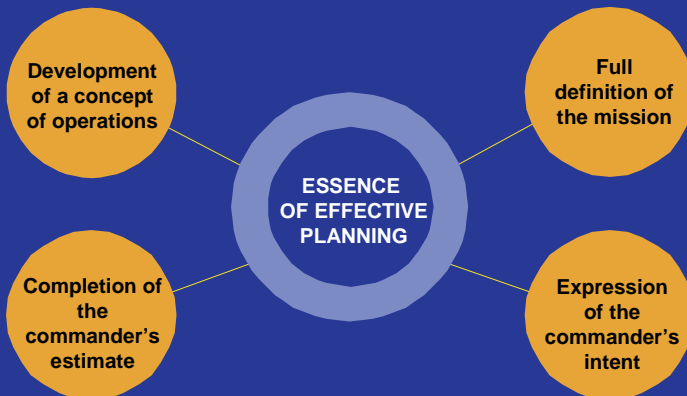 Development
of a concept
of operations
Full
definition of
the mission
ESSENCE
OF EFFECTIVE
PLANNING
Completion of
the
commander's
estimate
Expression
of the
commander's
intent